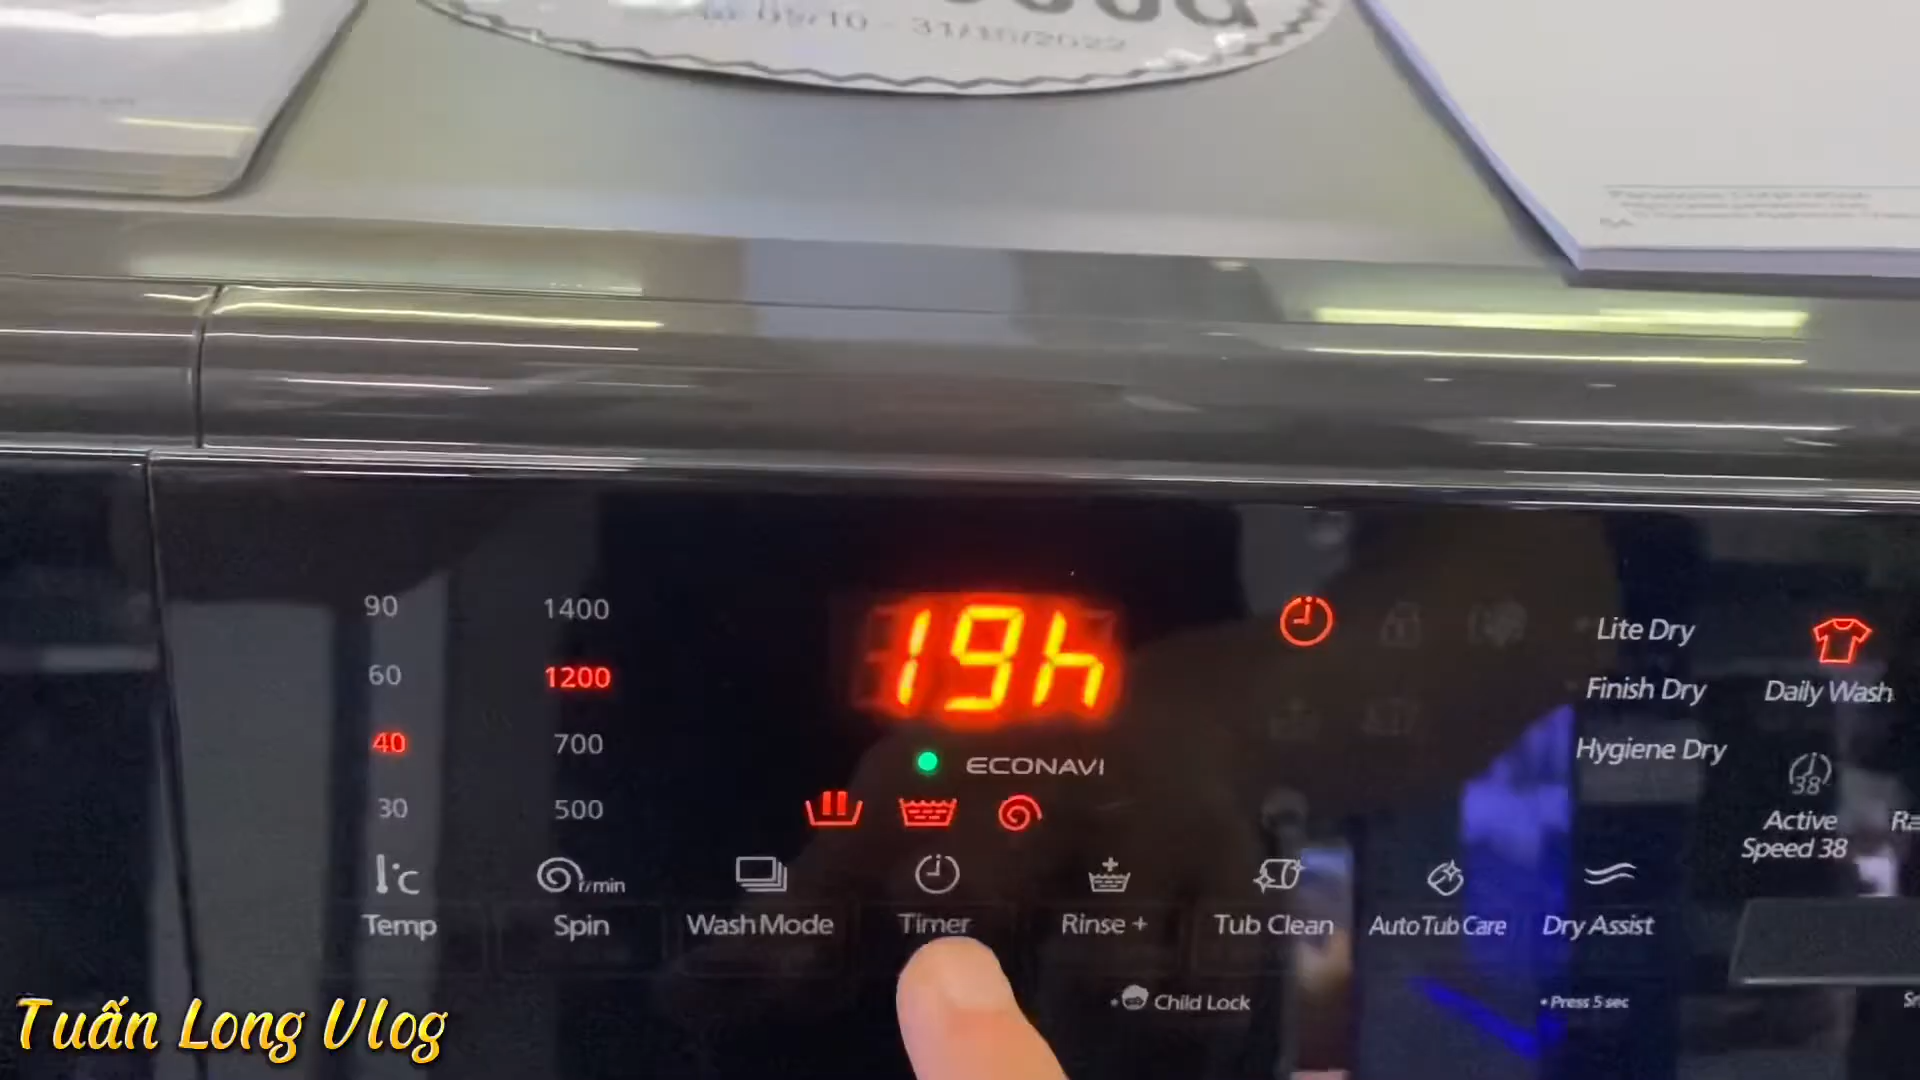 19h
90
60
40
30
1400
1200
700
500
ECONAVI
Lite Dry
Finish Dry
Hygiene Dry
Daily Wash
38
Active
Speed 38
°C
r/min
Temp
Spin
Wash Mode
Timer
Rinse +
Tub Clean
Auto Tub Care
Dry Assist
• Child Lock
• Press 5 sec
Tuấn Long Vlog